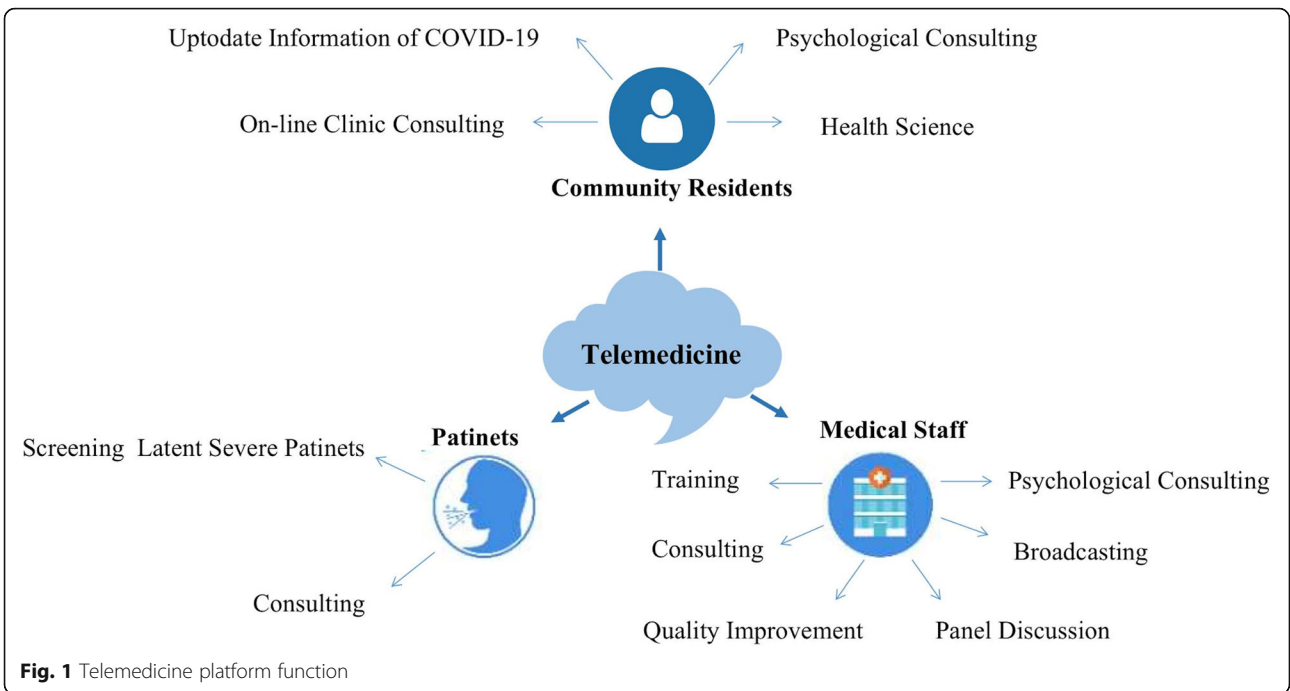 Uptodate Information of COVID-19
Psychological Consulting
On-line Clinic Consulting
Health Science
Community Residents
Telemedicine
Patinets
Medical Staff
Screening Latent Severe Patinets
Training
Psychological Consulting
Consulting
Broadcasting
Consulting
Quality Improvement
Panel Discussion
Fig. 1 Telemedicine platform function